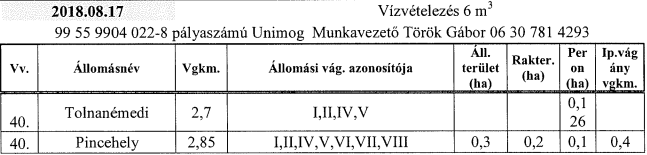 2018.08.17 Vízvételezés 6 m³
99 55 9904 022-8 pályaszámú Unimog Munkavezető Török Gábor 06 30 781 4293
Vv. Állomásnév Vgkm. Állomási vág. azonosítója Áll. terület (ha) Rakter. (ha) Per on (ha) Ip.vág ány vgkm.
40. Tolnanémedi 2,7 I,II,IV,V 0,1 26
40. Pincehely 2,85 I,II,IV,V,VI,VII,VIII 0,3 0,2 0,1 0,4